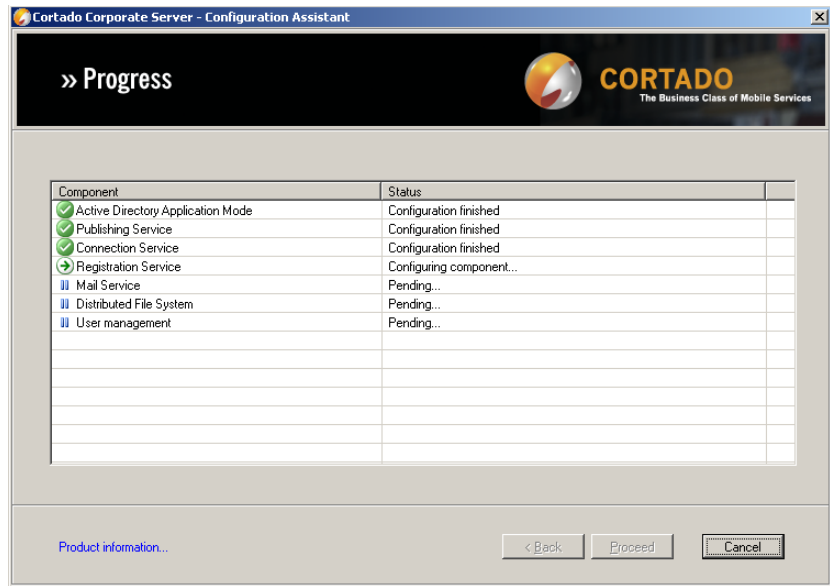 Cortado Corporate Server - Configuration Assistant
» Progress
CORTADO
The Business Class of Mobile Services
Component Status
Active Directory Application Mode Configuration finished
Publishing Service Configuration finished
Connection Service Configuration finished
Registration Service Configuring component...
Mail Service Pending...
Distributed File System Pending...
User management Pending...
Product information... < Back Proceed Cancel